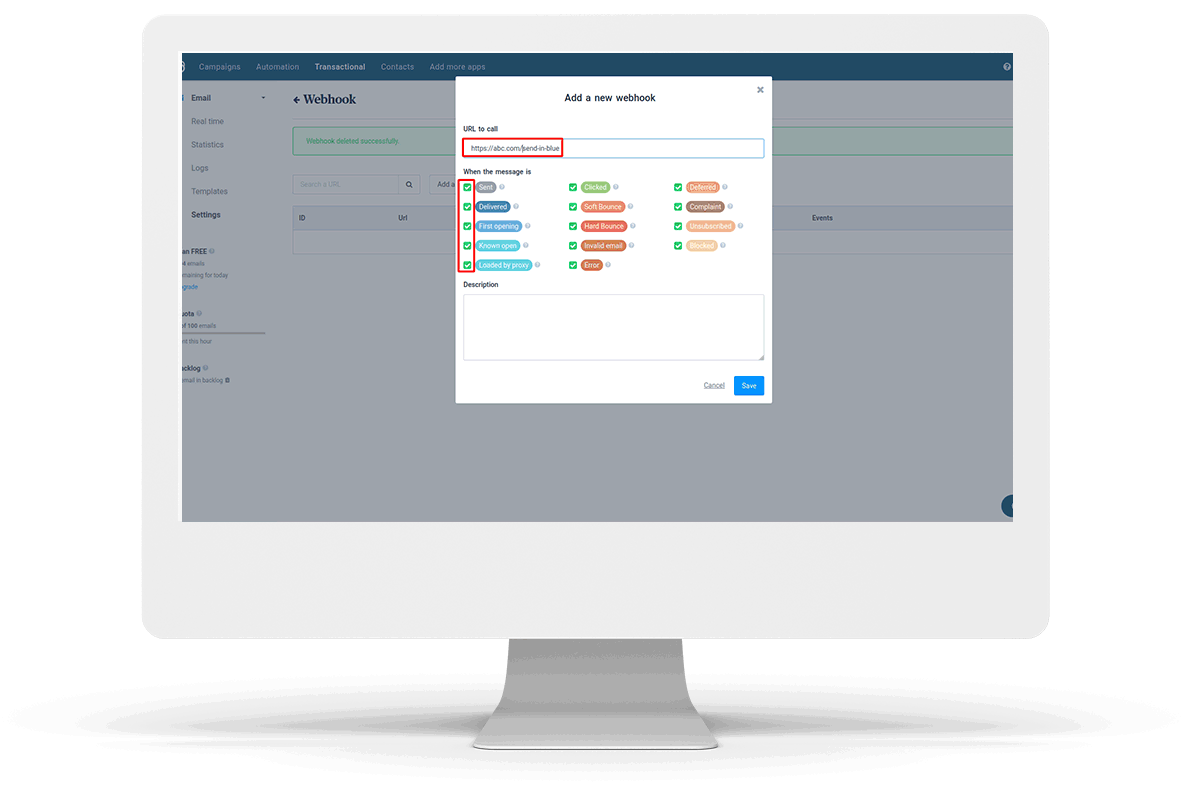 Campaigns Automation Transactional Contacts Add more apps
Email
Real time
Statistics
Logs
Templates
Settings
an FREE
4 emails
maining for today
grade
uota
of 100 emails
nt this hour
acklog
email in backlog
Webhook
Webhook deleted successfully.
Search a URL
Add a
ID Url Events
Add a new webhook
URL to call
https://abc.com/send-in-blue
When the message is
Sent Clicked Deferred
Delivered Soft Bounce Complaint
First opening Hard Bounce Unsubscribed
Known open Invalid email Blocked
Loaded by proxy Error
Description
Cancel Save